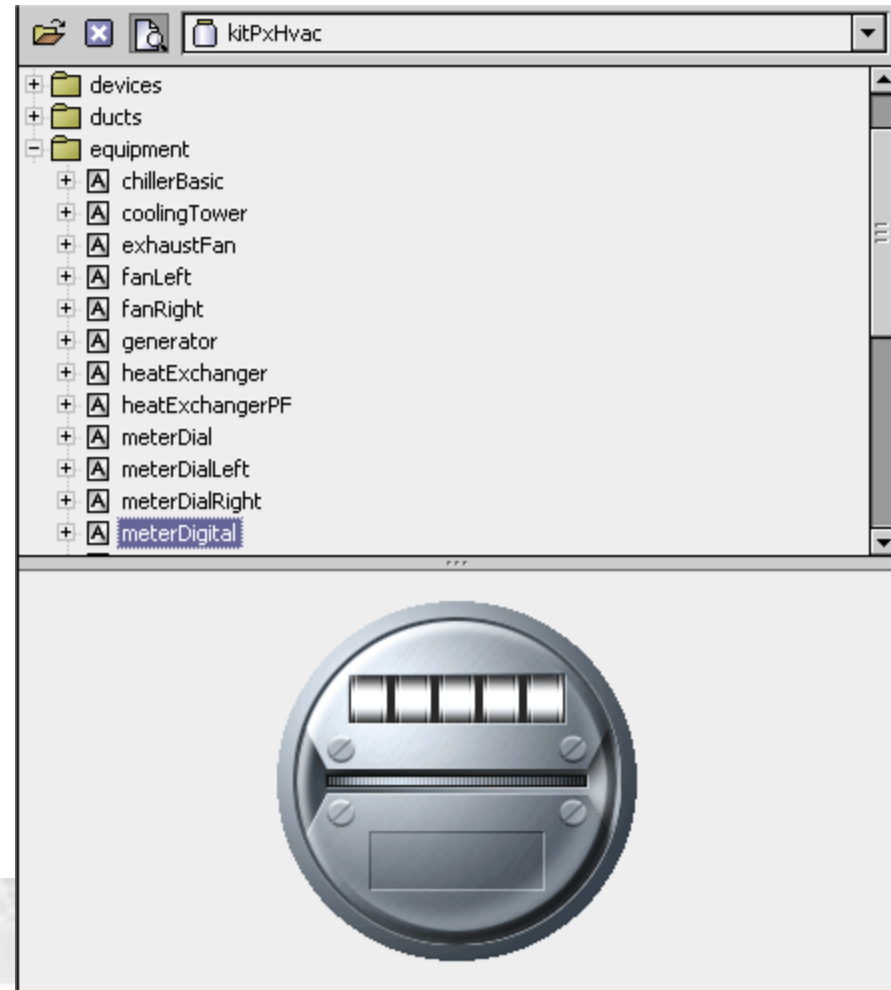 kitPxHvac
devices
ducts
equipment
chillerBasic
coolingTower
exhaustFan
fanLeft
fanRight
generator
heatExchanger
heatExchangerPF
meterDial
meterDialLeft
meterDialRight
meterDigital